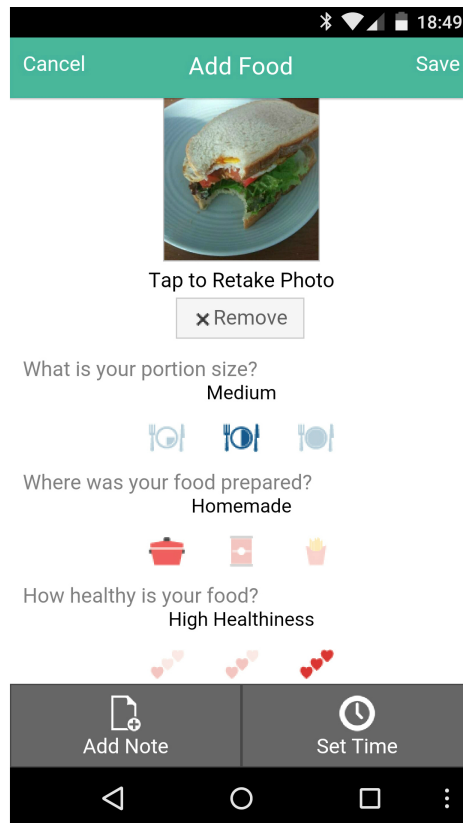 18:49
Cancel Add Food Save
Tap to Retake Photo
Remove
What is your portion size?
Medium
Where was your food prepared?
Homemade
How healthy is your food?
High Healthiness
Add Note Set Time